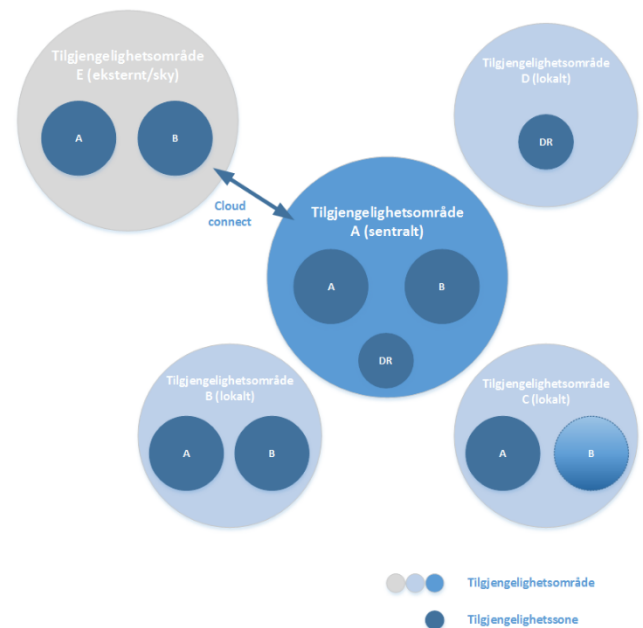 Tilgjengelighetsområde
E (eksternt/sky)
A
B
Cloud
connect
Tilgjengelighetsområde
D (lokalt)
DR
Tilgjengelighetsområde
A (sentralt)
A
B
DR
Tilgjengelighetsområde
B (lokalt)
A
B
Tilgjengelighetsområde
C (lokalt)
A
B
Tilgjengelighetsområde
Tilgjengelighetssone